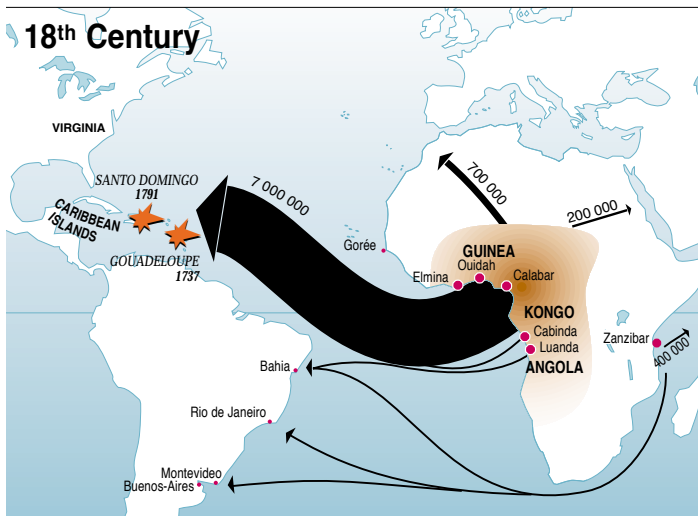 18th Century
VIRGINIA
SANTO DOMINGO
1791
CARIBBEAN
ISLANDS
GOUADELOUPE
1737
7 000 000
700 000
200 000
Gorée
GUINEA
Ouidah
Elmina
Calabar
KONGO
Cabinda
Luanda
ANGOLA
Zanzibar
400 000
Bahia
Rio de Janeiro
Montevideo
Buenos-Aires